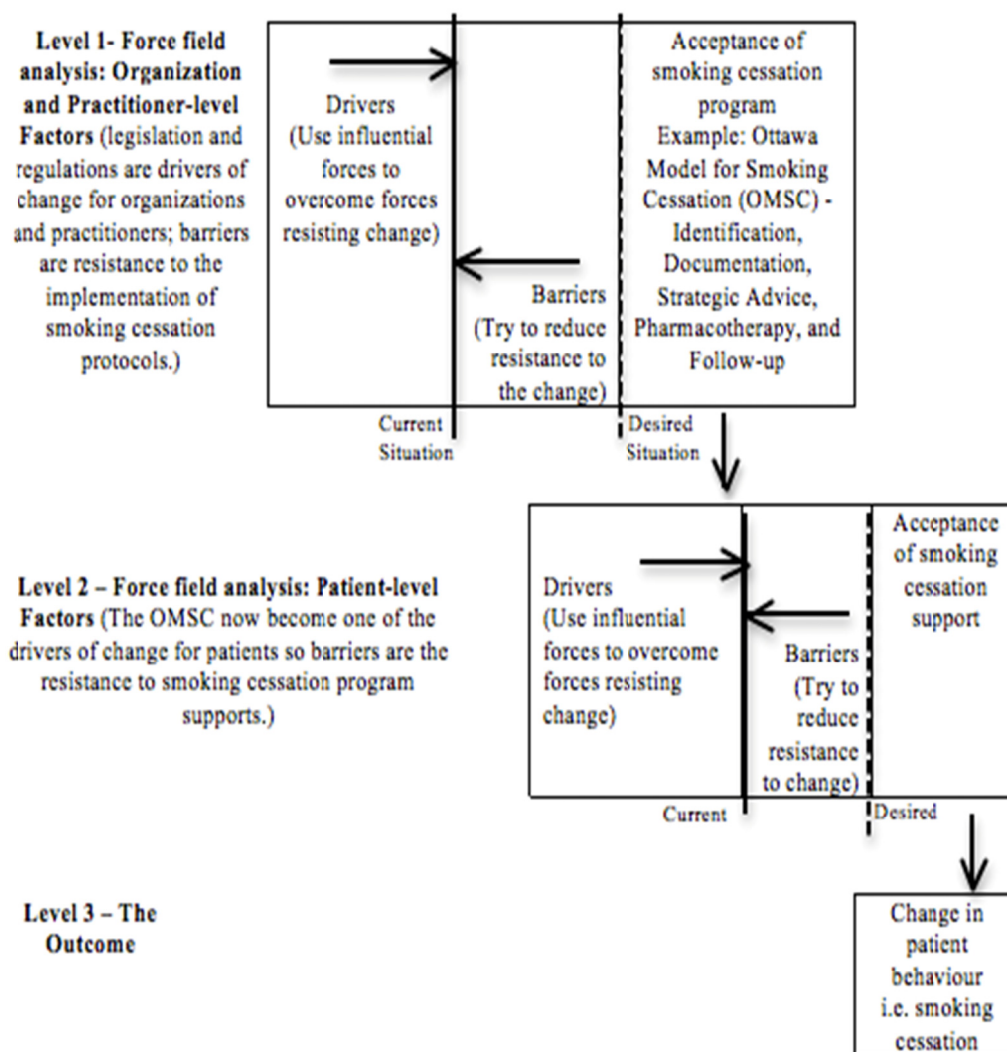 Level 1- Force field
analysis: Organization
and Practitioner-level
Factors (legislation and
regulations are drivers of
change for organizations
and practitioners; barriers
are resistance to the
implementation of
smoking cessation
protocols.)
Drivers
(Use influential
forces to
overcome forces
resisting change)
Barriers
(Try to reduce
resistance to
the change)
Acceptance of
smoking cessation
program
Example: Ottawa
Model for Smoking
Cessation (OMSC) -
Identification,
Documentation,
Strategic Advice,
Pharmacotherapy, and
Follow-up
Current
Situation
Desired
Situation
Level 2 – Force field analysis: Patient-level
Factors (The OMSC now become one of the
drivers of change for patients so barriers are the
resistance to smoking cessation program
supports.)
Drivers
(Use influential
forces to overcome
forces resisting
change)
Barriers
(Try to
reduce
resistance
to change)
Acceptance
of smoking
cessation
support
Current
Desired
Level 3 – The
Outcome
Change in
patient
behaviour
i.e. smoking
cessation